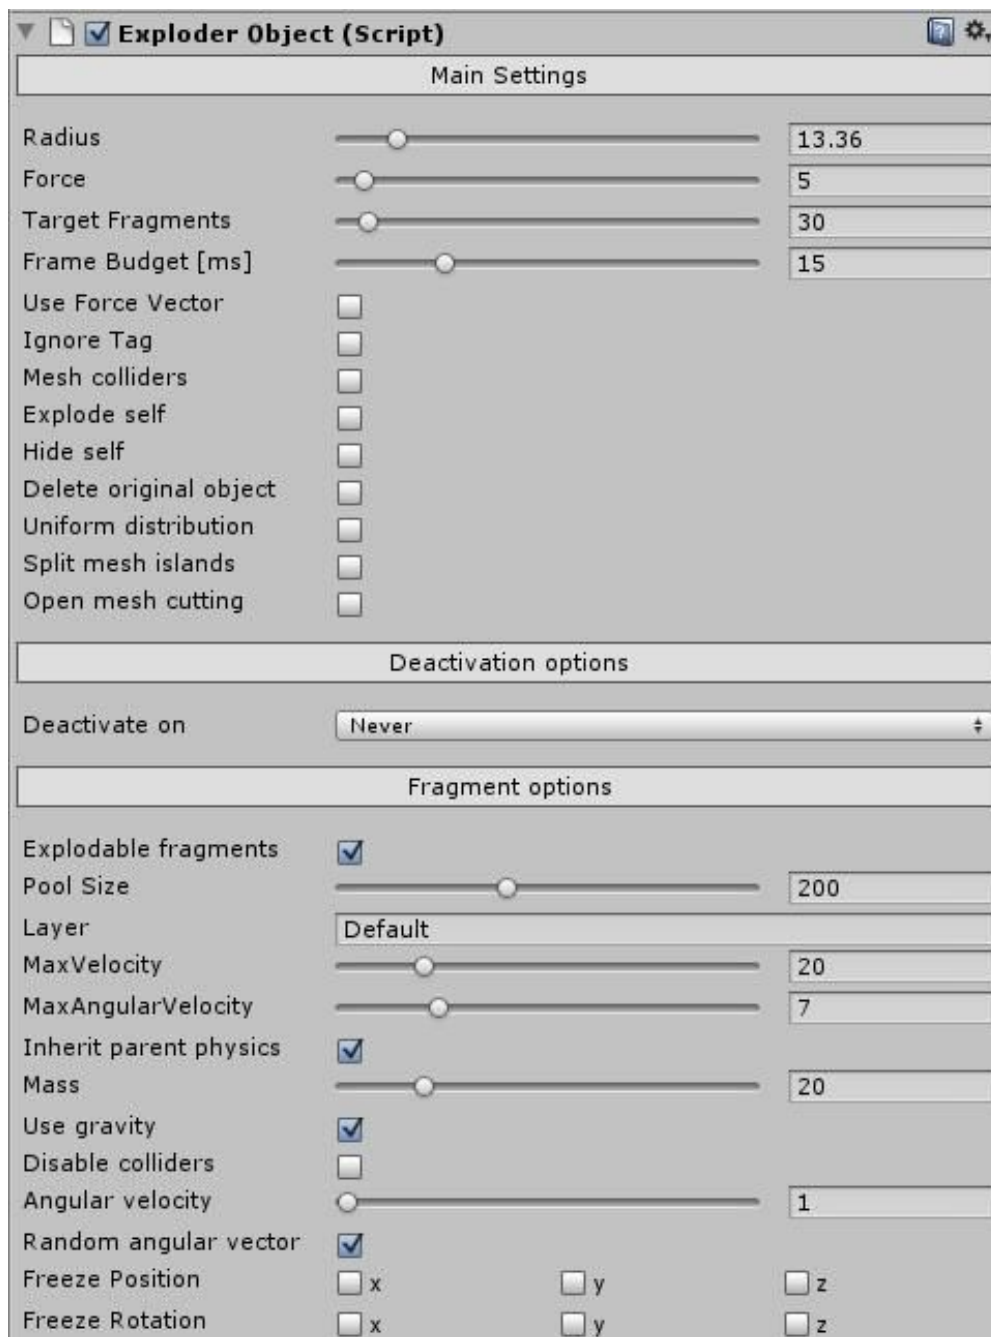 Exploder Object (Script)
Main Settings
Radius 13.36
Force 5
Target Fragments 30
Frame Budget [ms] 15
Use Force Vector
Ignore Tag
Mesh colliders
Explode self
Hide self
Delete original object
Uniform distribution
Split mesh islands
Open mesh cutting
Deactivation options
Deactivate on Never
Fragment options
Explodable fragments
Pool Size 200
Layer Default
MaxVelocity 20
MaxAngularVelocity 7
Inherit parent physics
Mass 20
Use gravity
Disable colliders
Angular velocity 1
Random angular vector
Freeze Position x y z
Freeze Rotation x y z